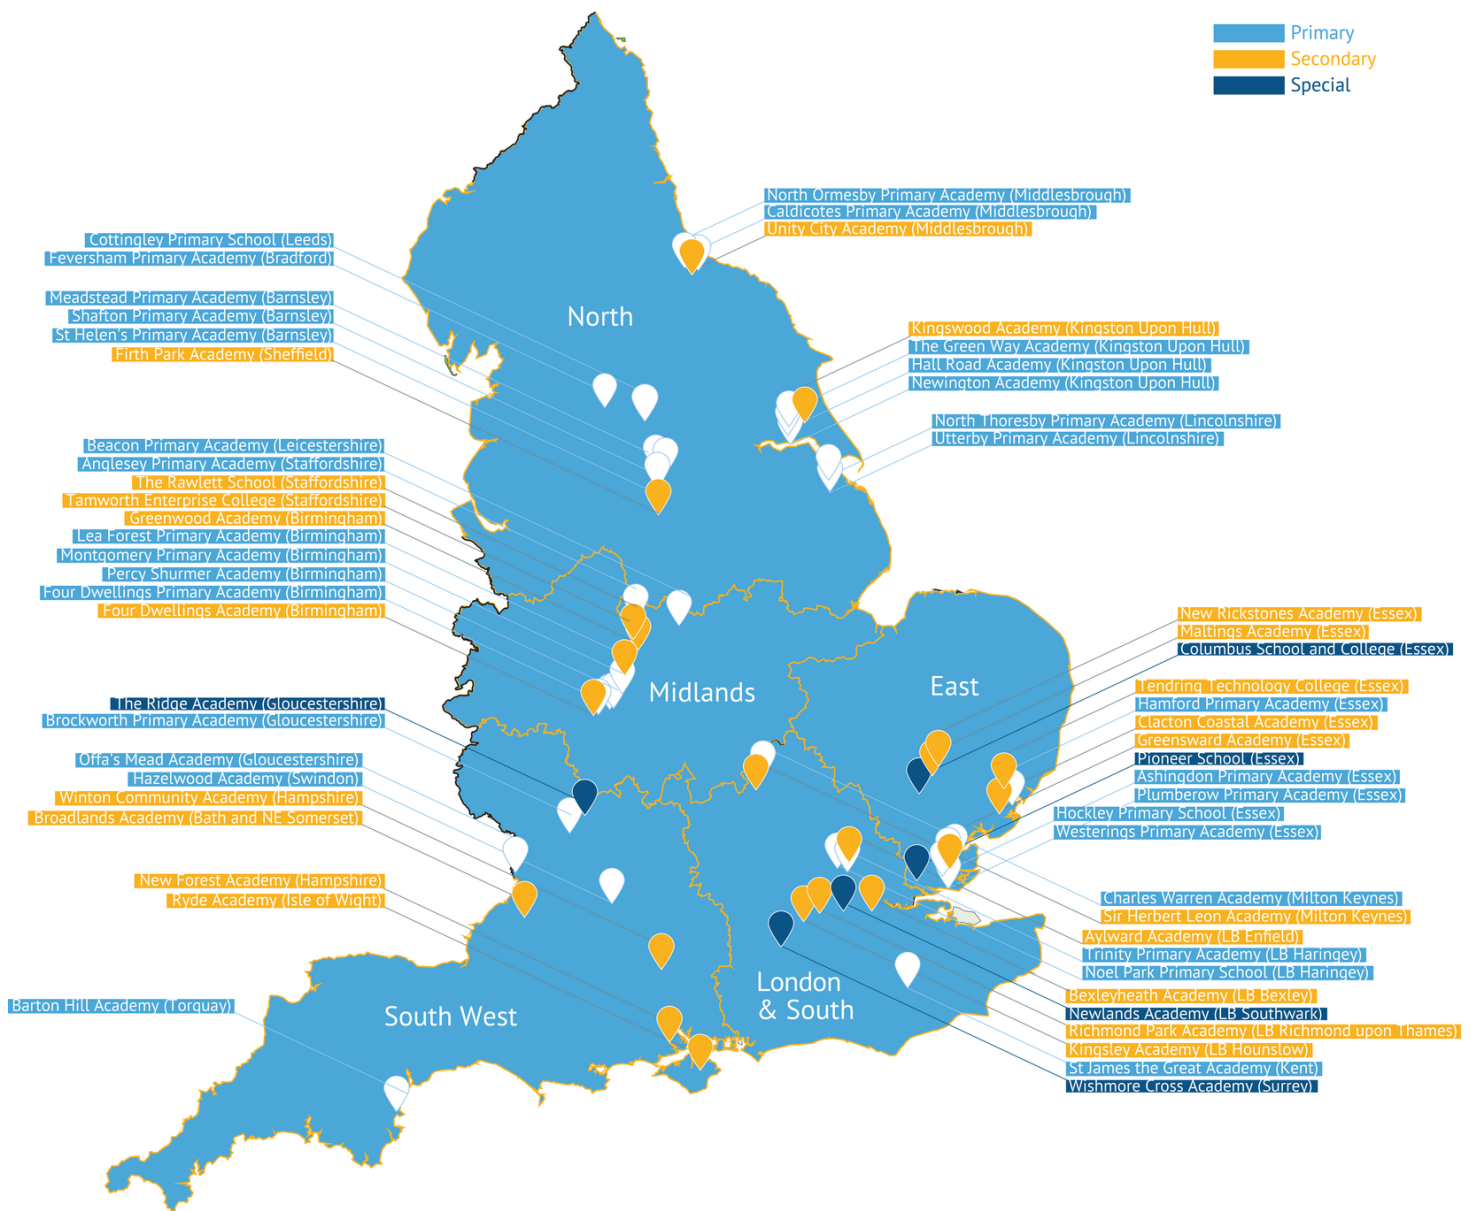 Primary
Secondary
Special
North Ormesby Primary Academy (Middlesbrough)
Caldicotes Primary Academy (Middlesbrough)
Unity City Academy (Middlesbrough)
Cottingley Primary School (Leeds)
Feversham Primary Academy (Bradford)
Meadstead Primary Academy (Barnsley)
Shafton Primary Academy (Barnsley)
St Helen's Primary Academy (Barnsley)
Firth Park Academy (Sheffield)
North
Kingswood Academy (Kingston Upon Hull)
The Green Way Academy (Kingston Upon Hull)
Hall Road Academy (Kingston Upon Hull)
Newington Academy (Kingston Upon Hull)
North Thoresby Primary Academy (Lincolnshire)
Utterby Primary Academy (Lincolnshire)
Beacon Primary Academy (Leicestershire)
Anglesey Primary Academy (Staffordshire)
The Rawlett School (Staffordshire)
Tamworth Enterprise College (Staffordshire)
Greenwood Academy (Birmingham)
Lea Forest Primary Academy (Birmingham)
Montgomery Primary Academy (Birmingham)
Percy Shurmer Academy (Birmingham)
Four Dwellings Primary Academy (Birmingham)
Four Dwellings Academy (Birmingham)
Midlands
East
New Rickstones Academy (Essex)
Maltings Academy (Essex)
Columbus School and College (Essex)
Tendring Technology College (Essex)
Hamford Primary Academy (Essex)
Clacton Coastal Academy (Essex)
Greensward Academy (Essex)
Pioneer School (Essex)
Ashingdon Primary Academy (Essex)
Plumberow Primary Academy (Essex)
Hockley Primary School (Essex)
Westerings Primary Academy (Essex)
The Ridge Academy (Gloucestershire)
Brockworth Primary Academy (Gloucestershire)
Offa's Mead Academy (Gloucestershire)
Hazelwood Academy (Swindon)
Winton Community Academy (Hampshire)
Broadlands Academy (Bath and NE Somerset)
New Forest Academy (Hampshire)
Ryde Academy (Isle of Wight)
Barton Hill Academy (Torquay)
South West
London
& South
Charles Warren Academy (Milton Keynes)
Sir Herbert Leon Academy (Milton Keynes)
Aylward Academy (LB Enfield)
Trinity Primary Academy (LB Haringey)
Noel Park Primary School (LB Haringey)
Bexleyheath Academy (LB Bexley)
Newlands Academy (LB Southwark)
Richmond Park Academy (LB Richmond upon Thames)
Kingsley Academy (LB Hounslow)
St James the Great Academy (Kent)
Wishmore Cross Academy (Surrey)